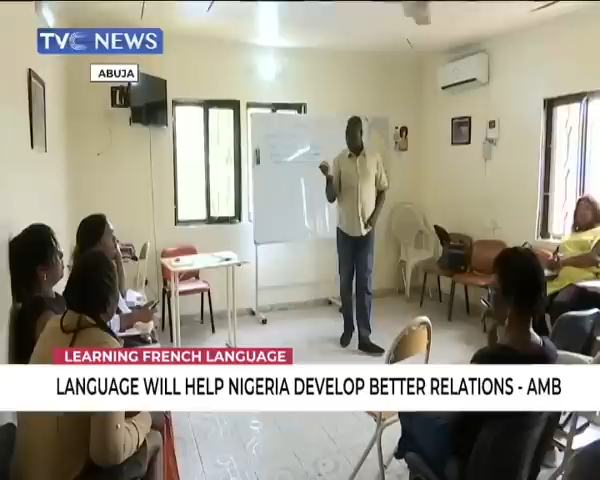 TVC NEWS
ABUJA
LEARNING FRENCH LANGUAGE
LANGUAGE WILL HELP NIGERIA DEVELOP BETTER RELATIONS - AMB